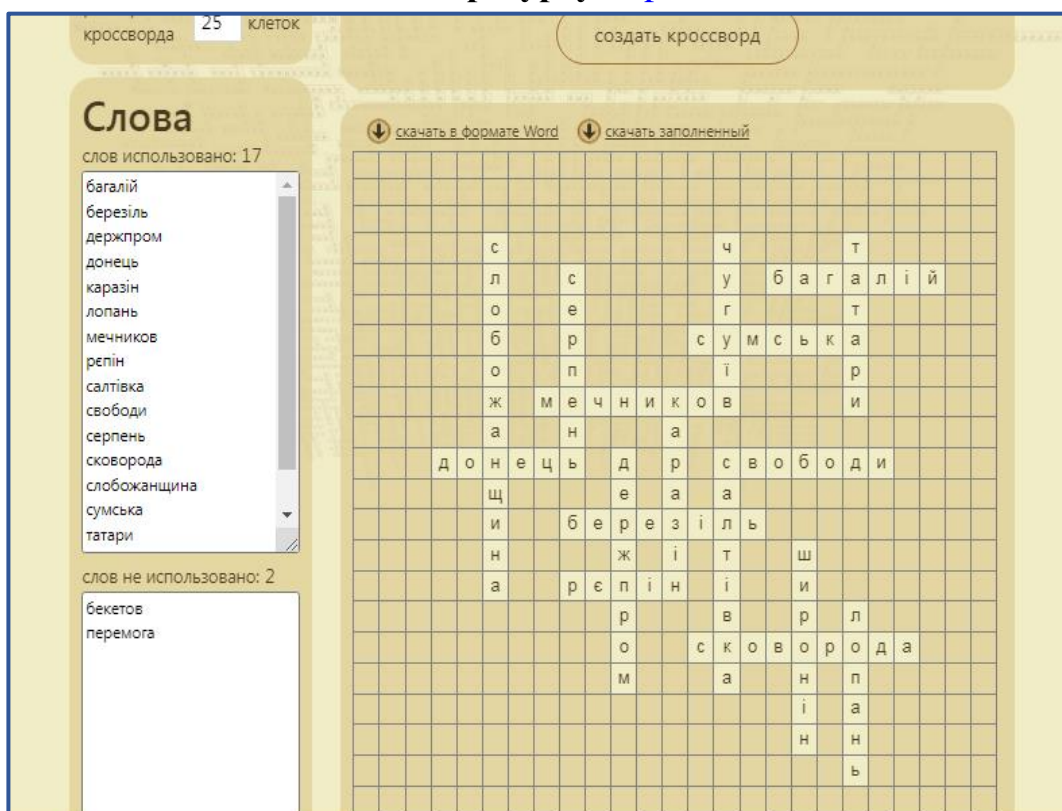 кроссворда 25 клеток
создать кроссворд
Слова
слов использовано: 17
багалій
березіль
держпром
донець
каразін
лопань
мечников
рєпін
салтівка
свободи
серпень
сковорода
слобожанщина
сумська
татари
слов не использовано: 2
бекетов
перемога
скачать в формате Word скачать заполненный
с ч т
л с у б а г а л і й
о е г т
б р с у м с ь к а
о п ї р
ж м е ч н и к о в и
а н а
д о н е ц ь д р с в о б о д и
щ е а а
и б е р е з і л ь
н ж і т ш
а р є п і н і и
р в р л
о с к о в о р о д а
м а н п
і а
н н
ь